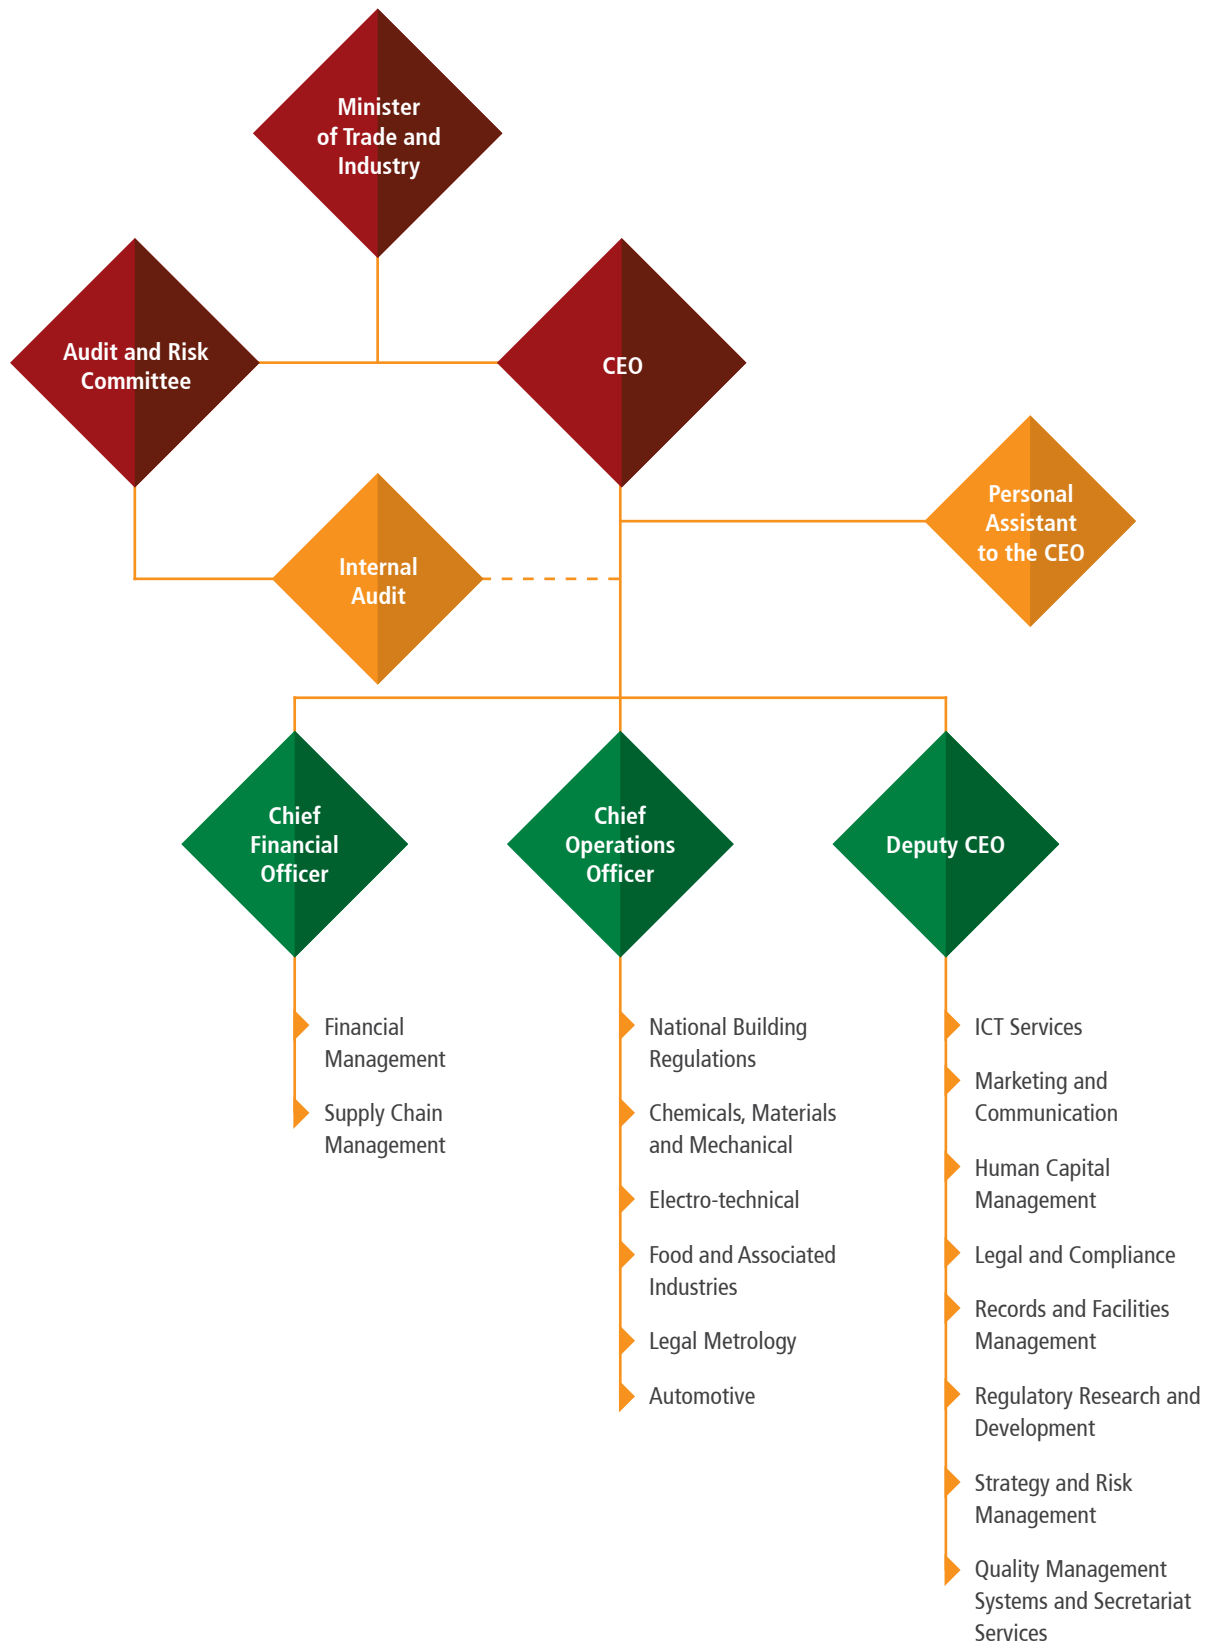 Minister
of Trade and
Industry
Audit and Risk
Committee
CEO
Personal
Assistant
to the CEO
Internal
Audit
Chief
Financial
Officer
Chief
Operations
Officer
Deputy CEO
Financial
Management
Supply Chain
Management
National Building
Regulations
Chemicals, Materials
and Mechanical
Electro-technical
Food and Associated
Industries
Legal Metrology
Automotive
ICT Services
Marketing and
Communication
Human Capital
Management
Legal and Compliance
Records and Facilities
Management
Regulatory Research and
Development
Strategy and Risk
Management
Quality Management
Systems and Secretariat
Services